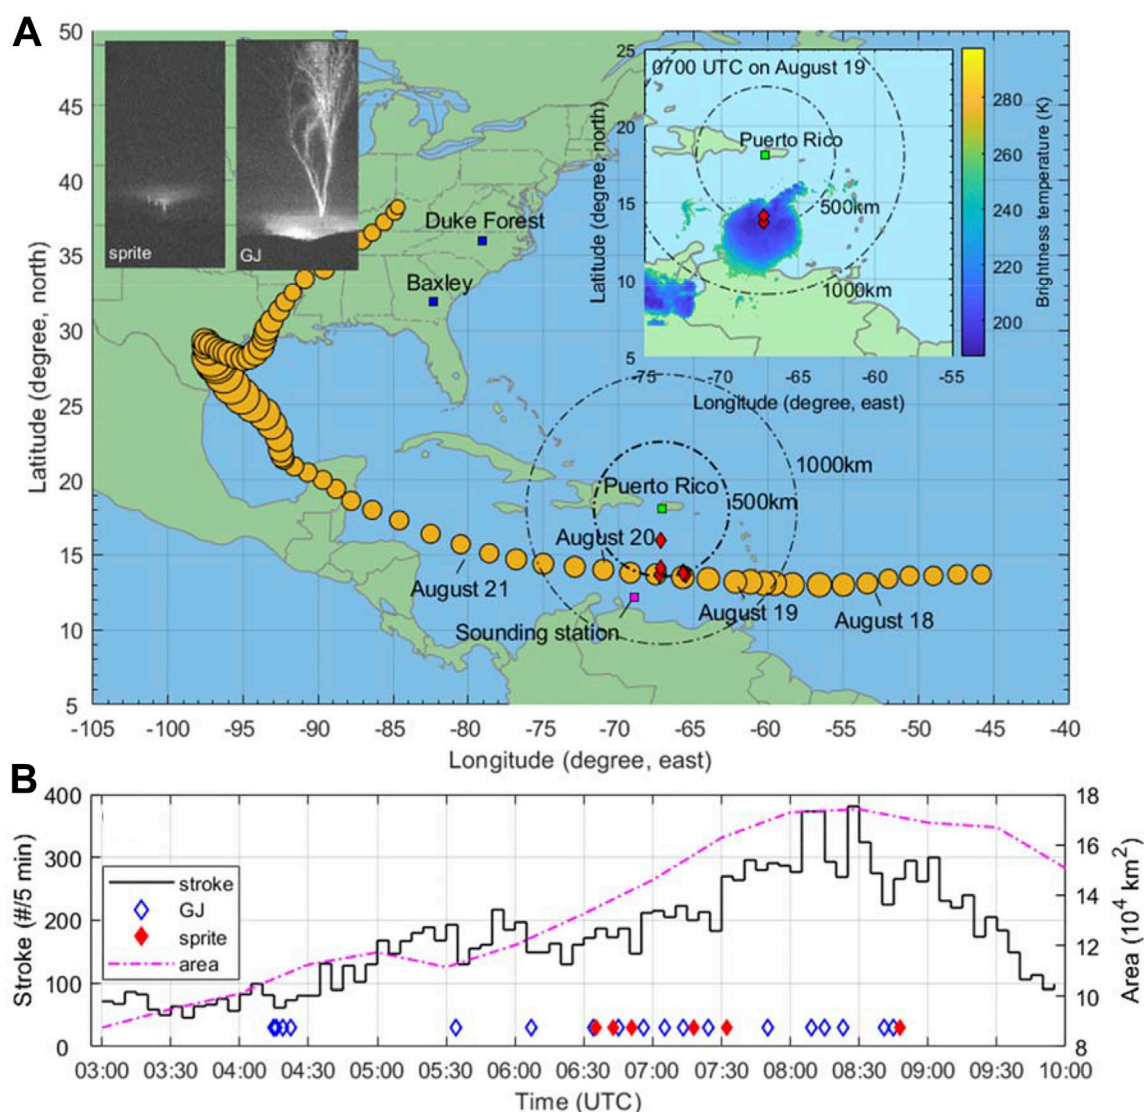 A
50
45
40
35
30
25
20
15
10
5
Latitude (degree, north)
-105
-100
-95
-90
-85
-80
-75
-70
-65
-60
-55
-50
-45
-40
Longitude (degree, east)
sprite
GJ
Duke Forest
Baxley
Puerto Rico
500km
1000km
August 20
August 21
August 19
August 18
Sounding station
0700 UTC on August 19
Puerto Rico
500km
1000km
25
20
15
10
5
Latitude (degree, north)
-75
-70
-65
-60
-55
Longitude (degree, east)
280
260
240
220
200
Brightness temperature (K)
B
400
300
200
100
0
Stroke (#/5 min)
stroke
GJ
sprite
area
18
16
14
12
10
8
Area (10⁴ km²)
03:00 03:30 04:00 04:30 05:00 05:30 06:00 06:30 07:00 07:30 08:00 08:30 09:00 09:30 10:00
Time (UTC)